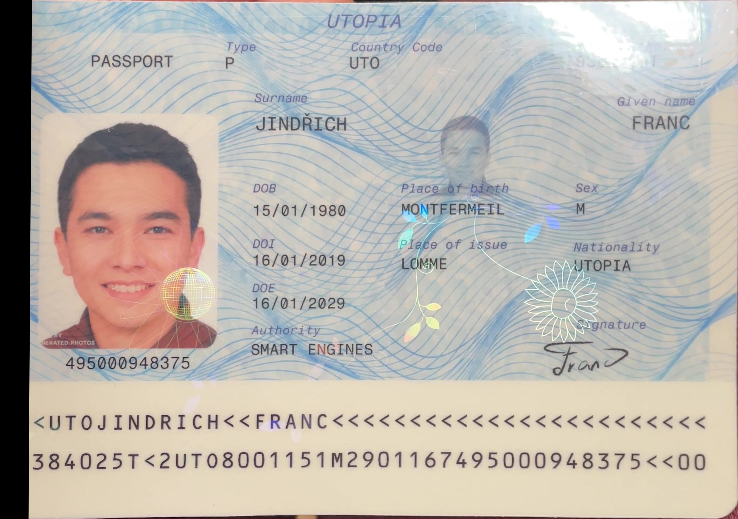 UTOPIA
Type Country Code
PASSPORT P UTO
Surname Given name
JINDŘICH FRANC
DOB Place of birth Sex
15/01/1980 MONTFERMEIL M
DOI Place of issue Nationality
16/01/2019 LOMME UTOPIA
DOE
16/01/2029
Authority Signature
SMART ENGINES Franc
ERATED PHOTOS
495000948375
<UTOJINDRICH<<FRANC<<<<<<<<<<<<<<<<<<<<<<<<
384025T<2UTO8001151M2901167495000948375<<00